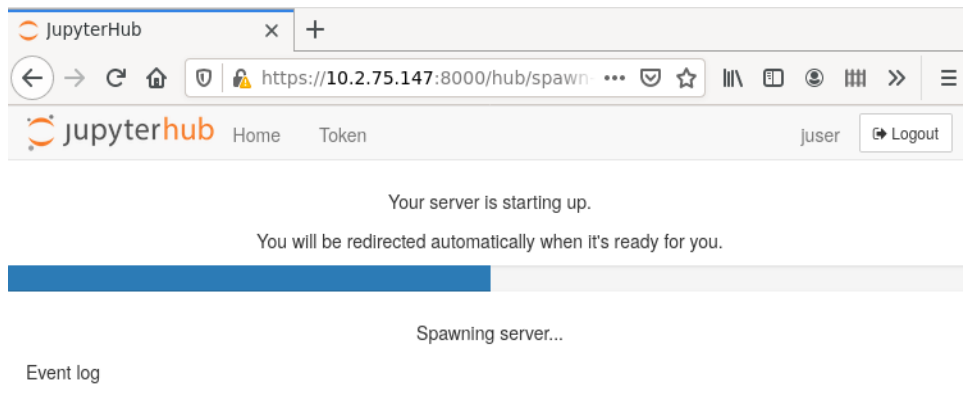 JupyterHub
https://10.2.75.147:8000/hub/spawn-
jupyterhub Home Token juser Logout
Your server is starting up.
You will be redirected automatically when it's ready for you.
Spawning server...
Event log